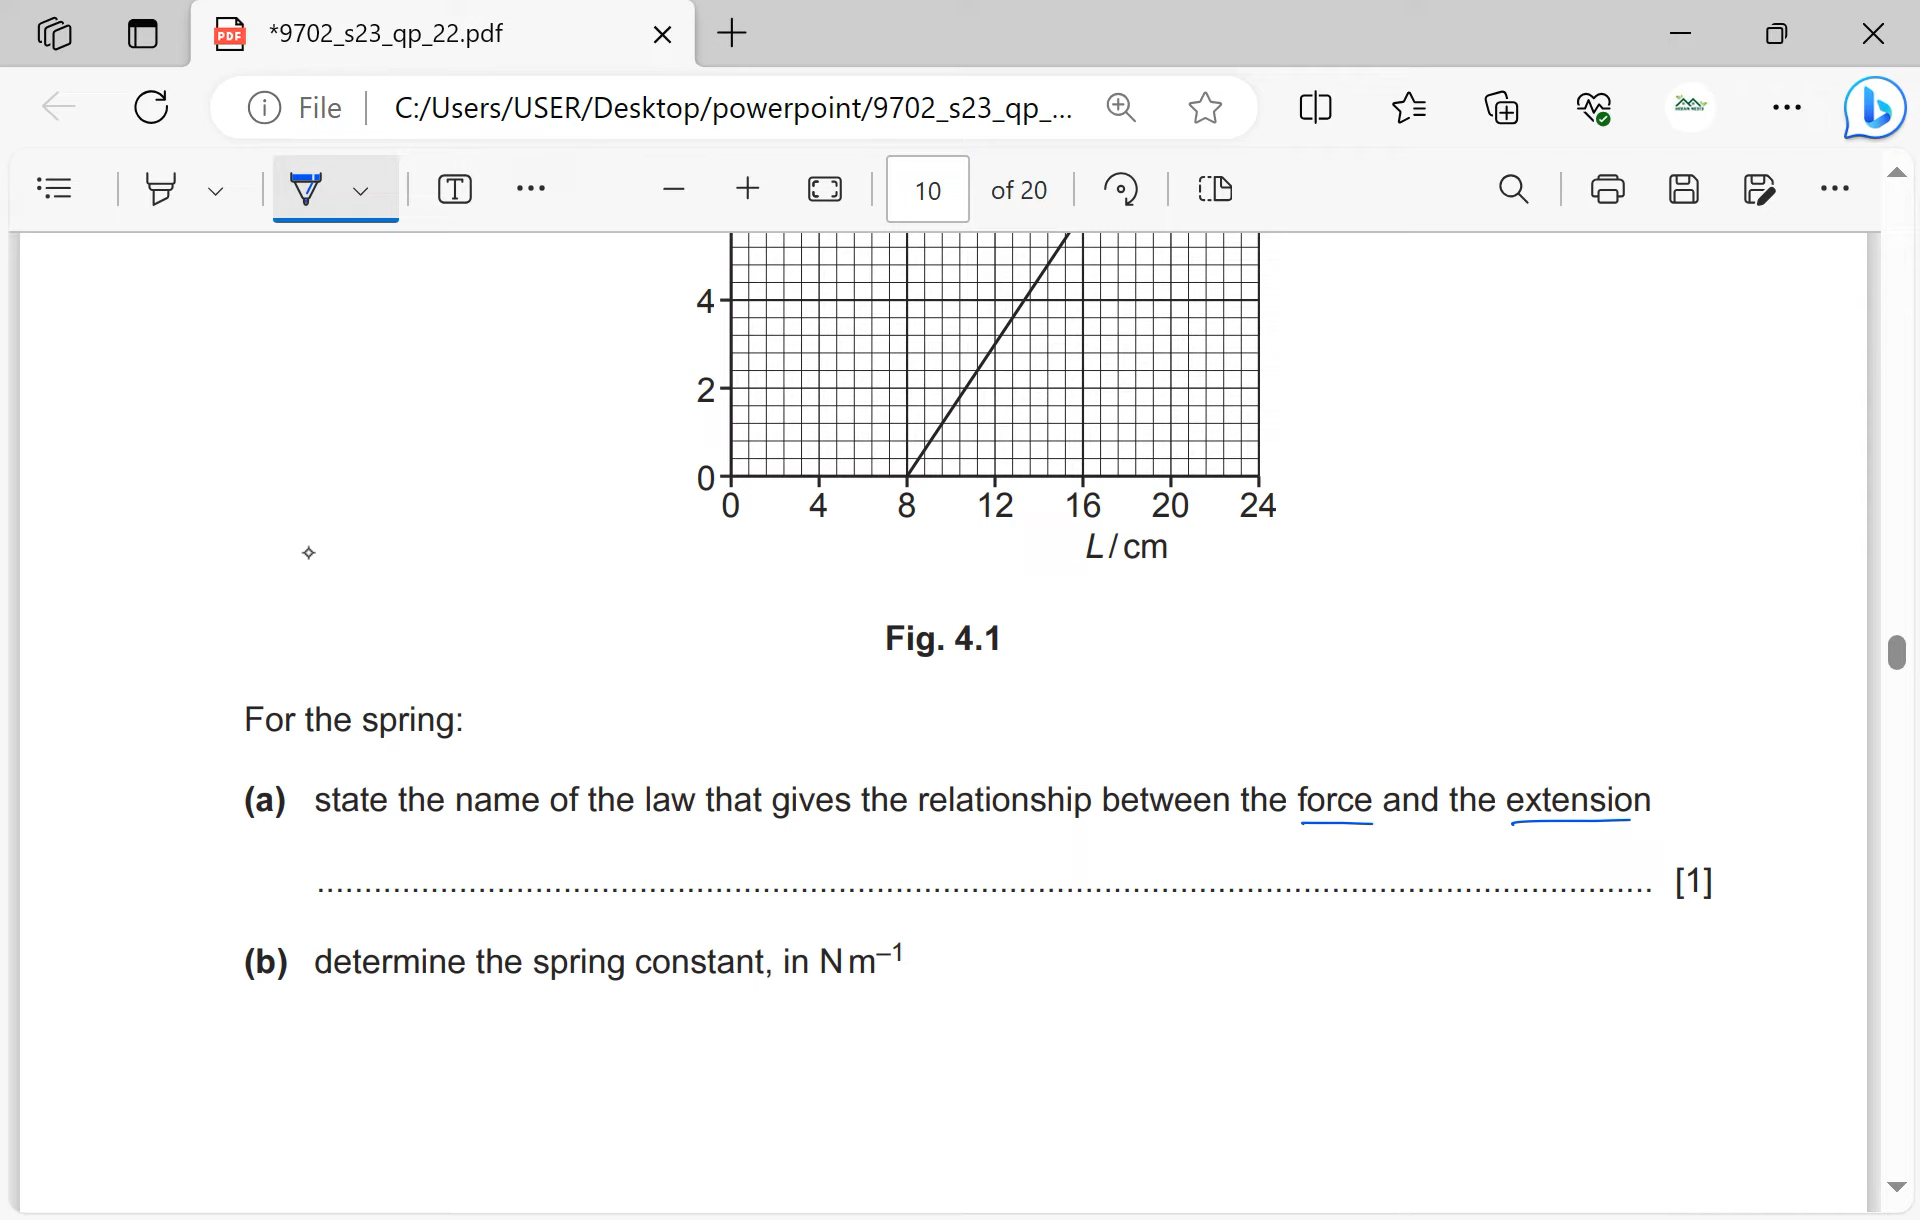 *9702_s23_qp_22.pdf
File
C:/Users/USER/Desktop/powerpoint/9702_s23_qp_...
10 of 20
4
2
0
0 4 8 12 16 20 24
L / cm
Fig. 4.1
For the spring:
(a) state the name of the law that gives the relationship between the force and the extension
.......................................................................................................................................... [1]
(b) determine the spring constant, in N m⁻¹